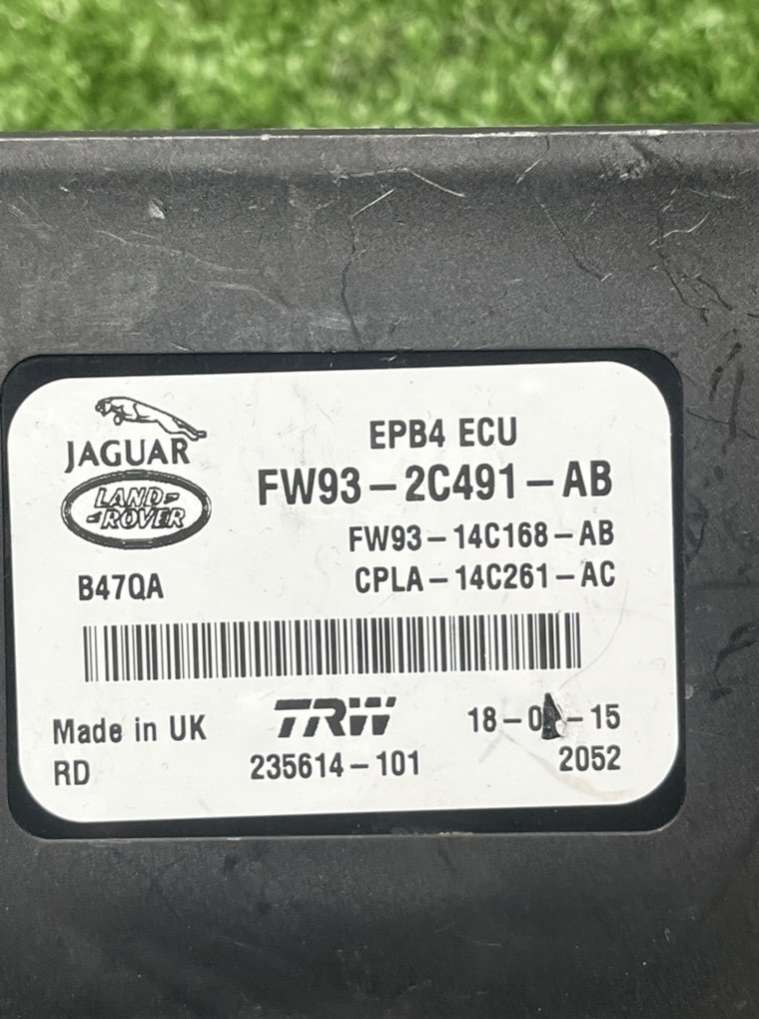 JAGUAR
LAND-
-ROVER
EPB4 ECU
FW93-2C491-AB
FW93-14C168-AB
B47QA
CPLA-14C261-AC
Made in UK
TRW
RD
235614-101
2052